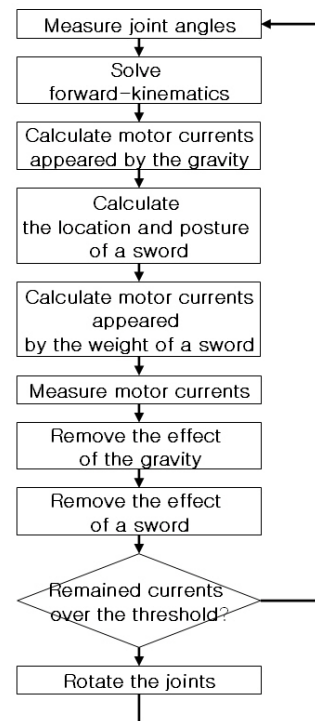 Measure joint angles
Solve
forward-kinematics
Calculate motor currents
appeared by the gravity
Calculate
the location and posture
of a sword
Calculate motor currents
appeared
by the weight of a sword
Measure motor currents
Remove the effect
of the gravity
Remove the effect
of a sword
Remained currents
over the threshold?
Rotate the joints